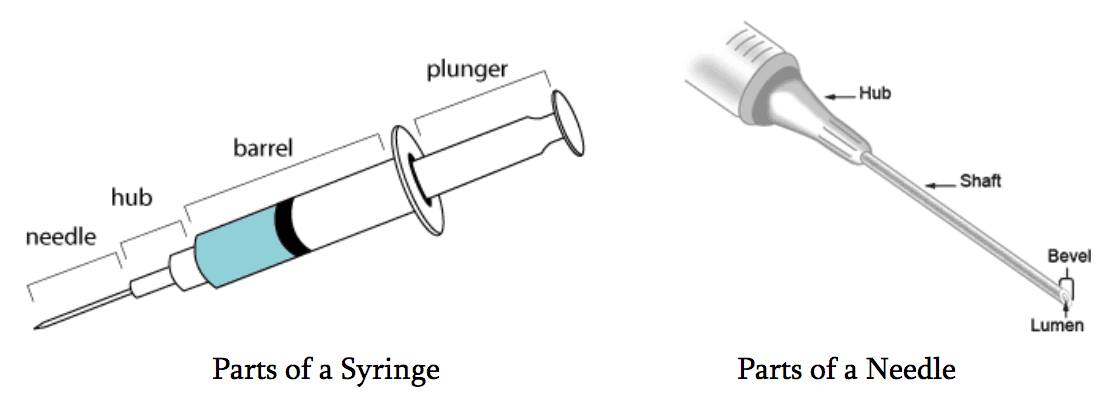 plunger
barrel
hub
needle
Parts of a Syringe
Hub
Shaft
Bevel
Lumen
Parts of a Needle